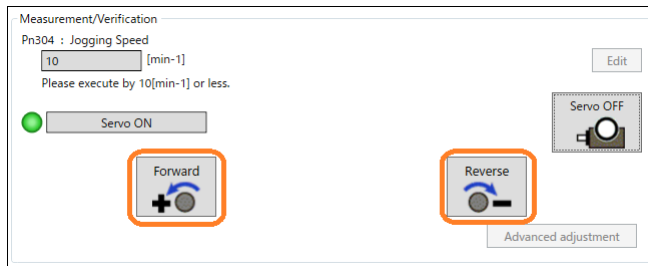 Measurement/Verification
Pn304 : Jogging Speed
10 [min-1]
Edit
Please execute by 10[min-1] or less.
Servo ON
Servo OFF
Forward
Reverse
Advanced adjustment